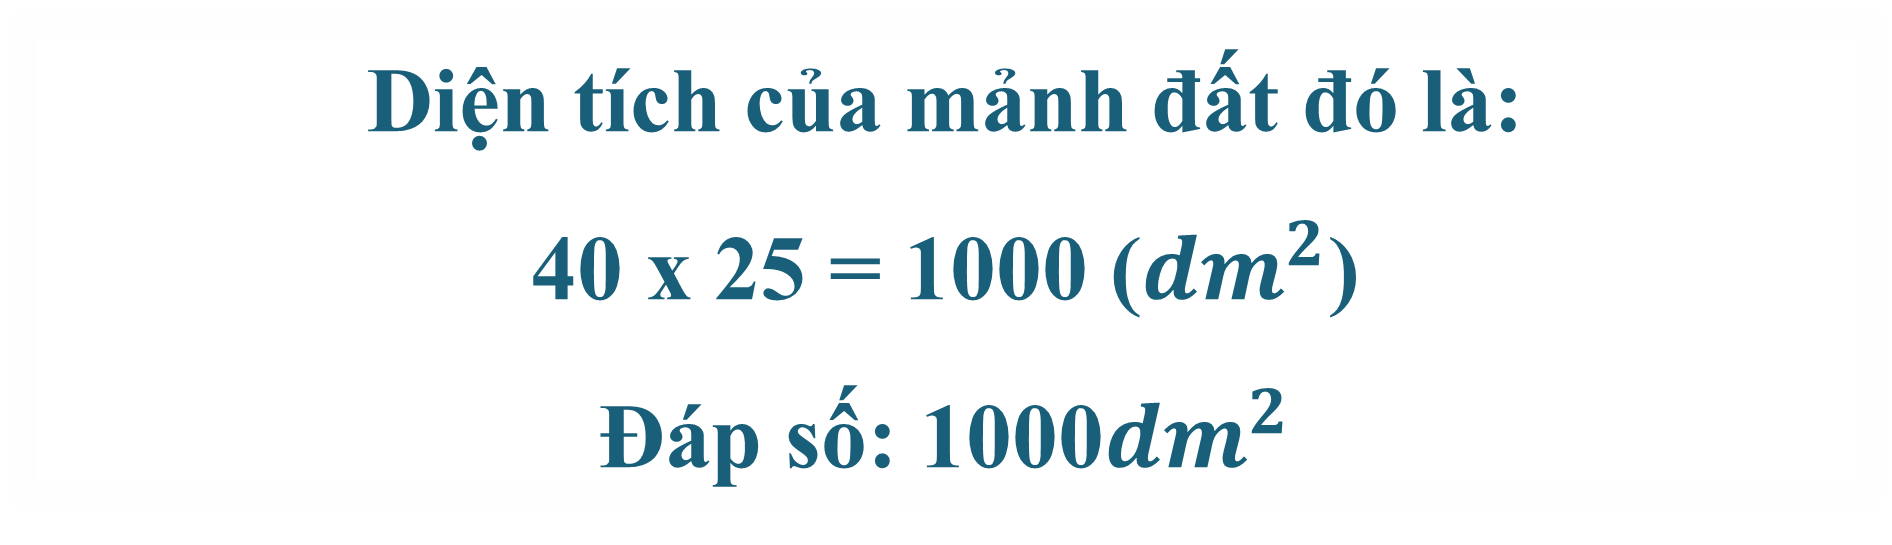 Diện tích của mảnh đất đó là:
40 x 25 = 1000 (dm²)
Đáp số: 1000dm²